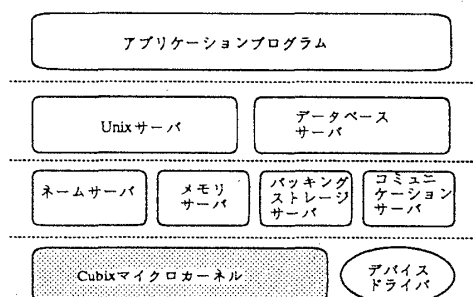 アプリケーションプログラム
Unixサーバ
データベース
サーバ
ネームサーバ
メモリ
サーバ
バッキング
ストレージ
サーバ
コミュニ
ケーション
サーバ
Cubixマイクロカーネル
デバイス
ドライバ